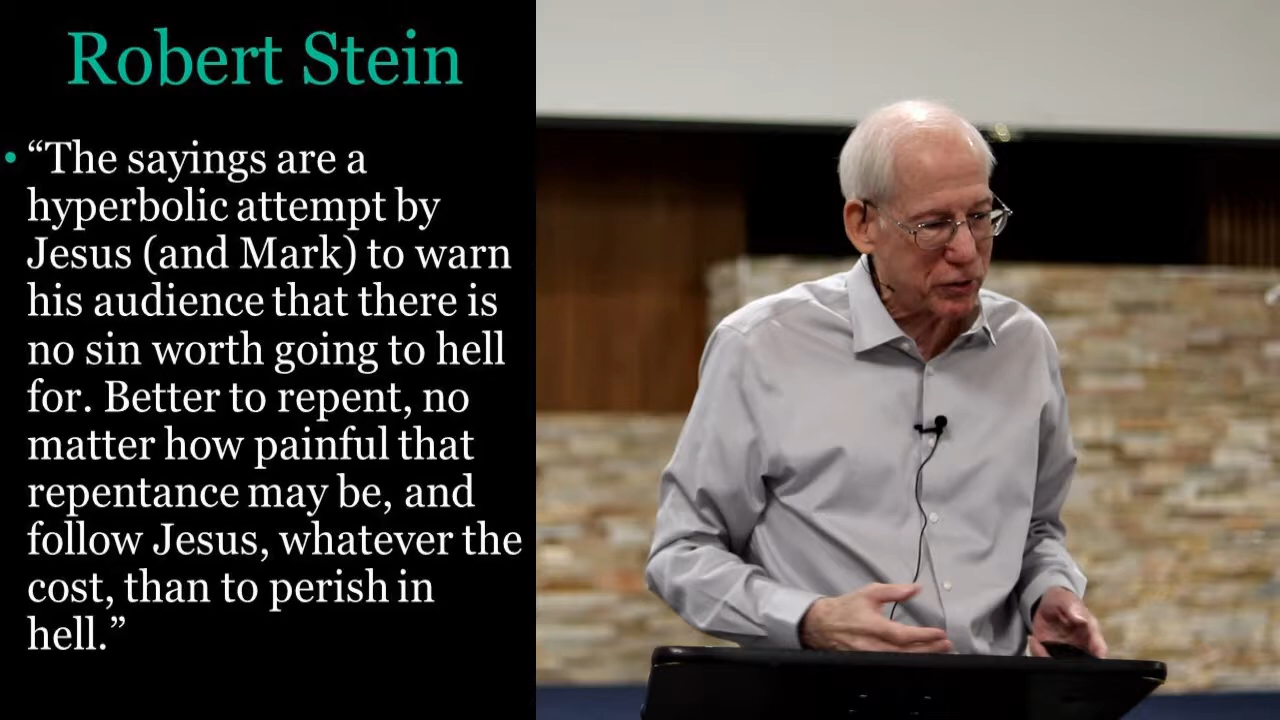 Robert Stein
• “The sayings are a
hyperbolic attempt by
Jesus (and Mark) to warn
his audience that there is
no sin worth going to hell
for. Better to repent, no
matter how painful that
repentance may be, and
follow Jesus, whatever the
cost, than to perish in
hell.”